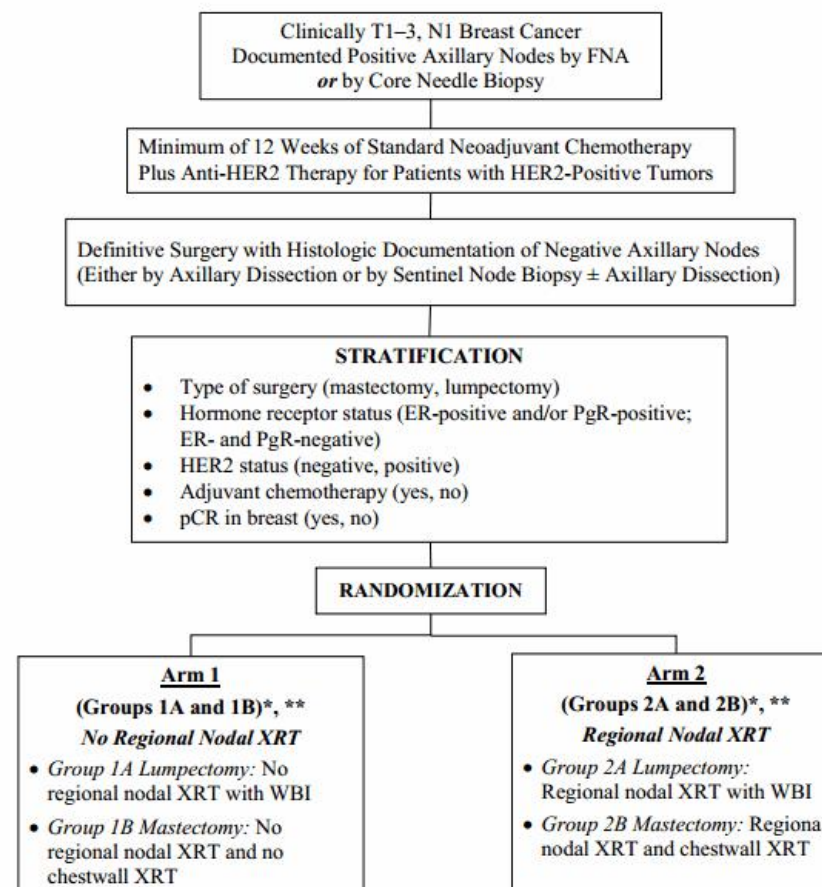 Clinically T1–3, N1 Breast Cancer
Documented Positive Axillary Nodes by FNA
or by Core Needle Biopsy
Minimum of 12 Weeks of Standard Neoadjuvant Chemotherapy
Plus Anti-HER2 Therapy for Patients with HER2-Positive Tumors
Definitive Surgery with Histologic Documentation of Negative Axillary Nodes
(Either by Axillary Dissection or by Sentinel Node Biopsy ± Axillary Dissection)
STRATIFICATION
• Type of surgery (mastectomy, lumpectomy)
• Hormone receptor status (ER-positive and/or PgR-positive;
ER- and PgR-negative)
• HER2 status (negative, positive)
• Adjuvant chemotherapy (yes, no)
• pCR in breast (yes, no)
RANDOMIZATION
Arm 1
(Groups 1A and 1B)*, **
No Regional Nodal XRT
• Group 1A Lumpectomy: No
regional nodal XRT with WBI
• Group 1B Mastectomy: No
regional nodal XRT and no
chestwall XRT
Arm 2
(Groups 2A and 2B)*, **
Regional Nodal XRT
• Group 2A Lumpectomy:
Regional nodal XRT with WBI
• Group 2B Mastectomy: Regiona
nodal XRT and chestwall XRT